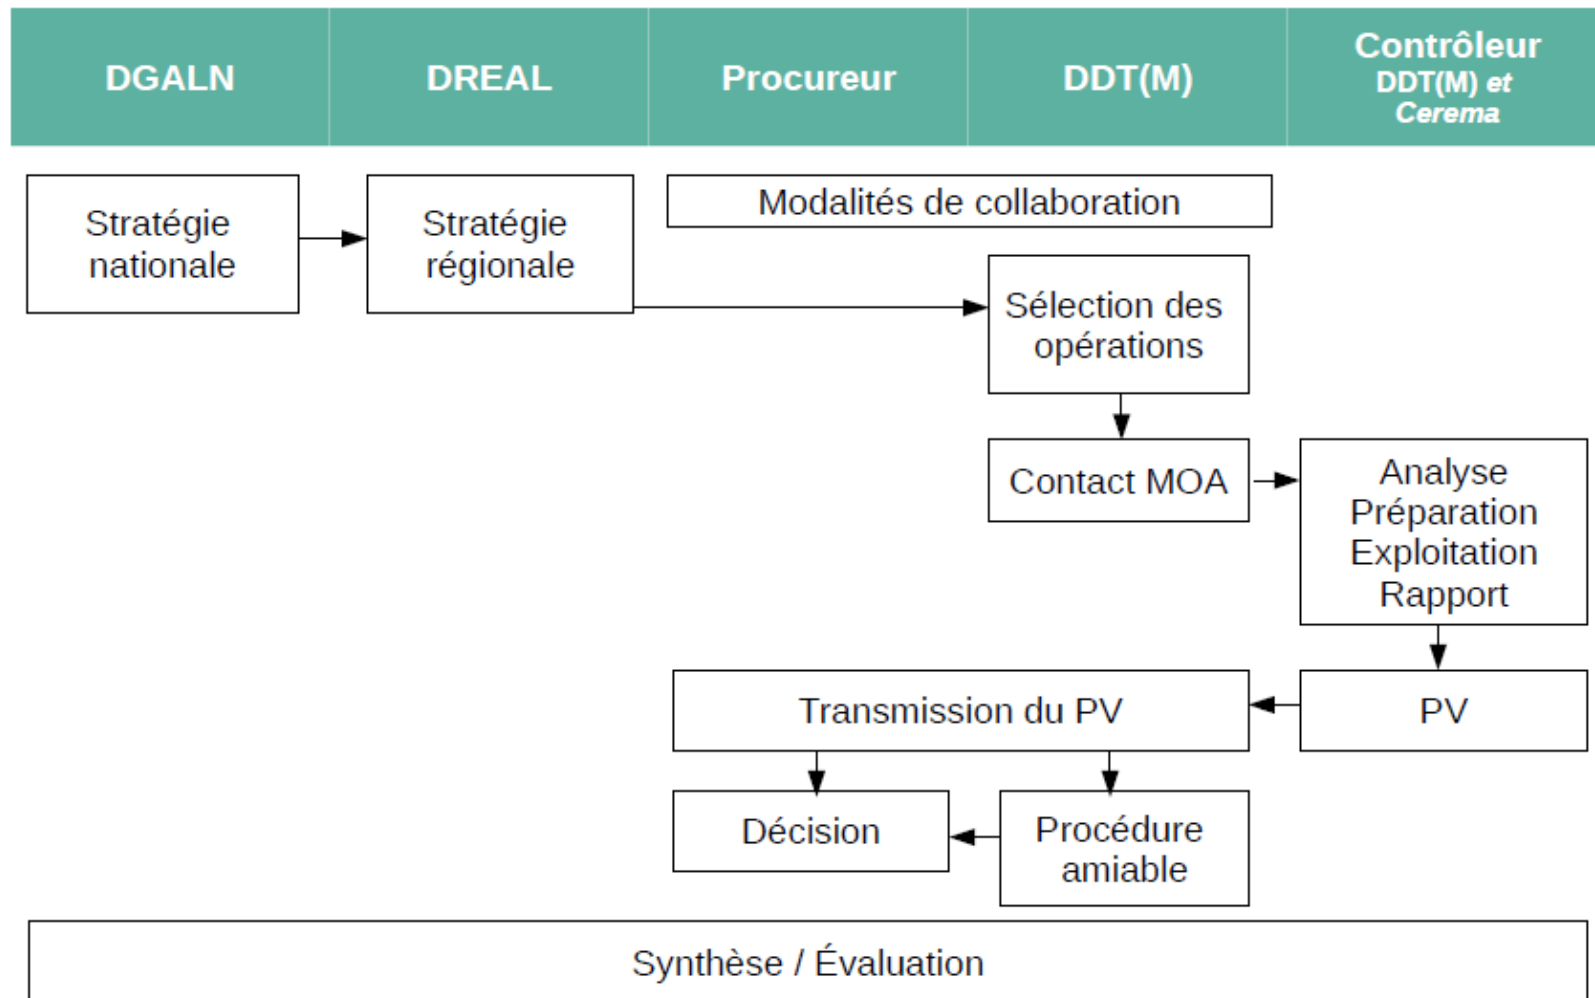 DGALN
DREAL
Procureur
DDT(M)
Contrôleur
DDT(M) et
Cerema
Stratégie
nationale
Stratégie
régionale
Modalités de collaboration
Sélection des
opérations
Contact MOA
Analyse
Préparation
Exploitation
Rapport
Transmission du PV
PV
Décision
Procédure
amiable
Synthèse / Évaluation